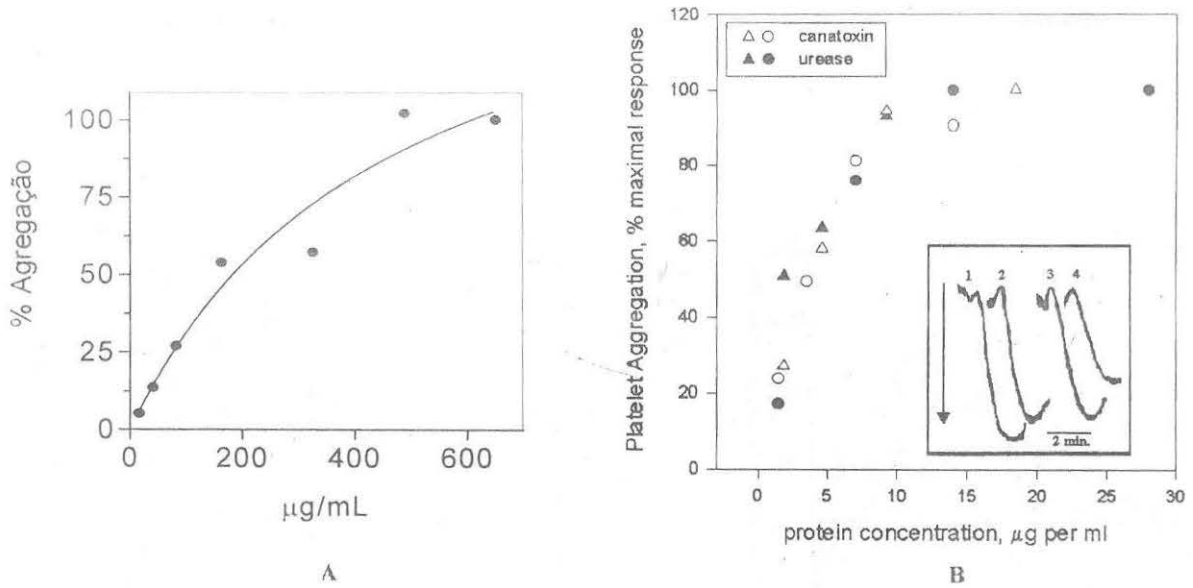 % Agregação
100
75
50
25
0
0 200 400 600
μg/mL
A
Platelet Aggregation, % maximal response
120
100
80
60
40
20
0
canatoxin
urease
1 2 3 4
2 min.
0 5 10 15 20 25 30
protein concentration, μg per ml
B